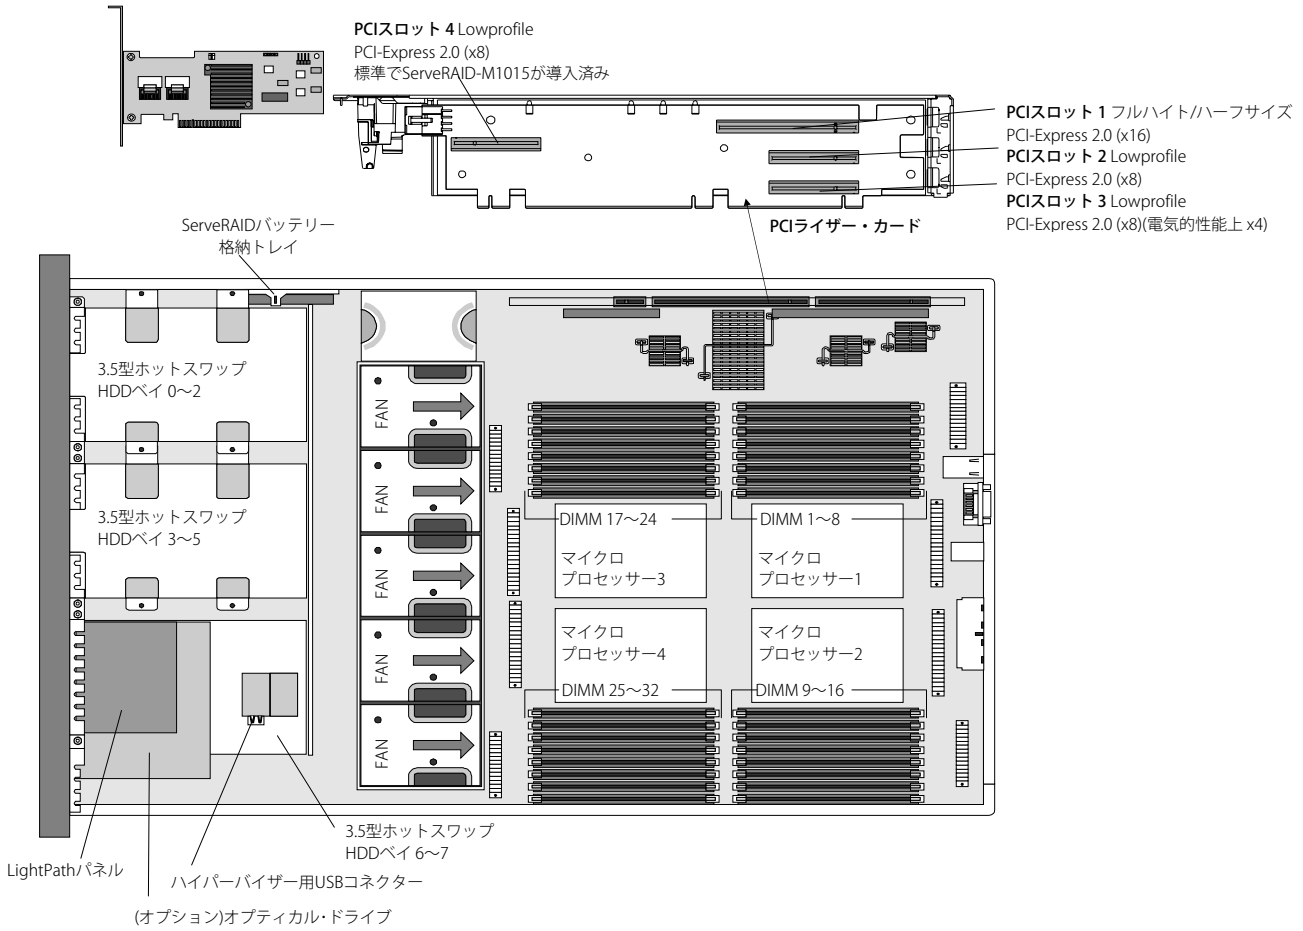 PCIスロット 4 Lowprofile
PCI-Express 2.0 (x8)
標準でServeRAID-M1015が導入済み
PCIスロット 1 フルハイト/ハーフサイズ
PCI-Express 2.0 (x16)
PCIスロット 2 Lowprofile
PCI-Express 2.0 (x8)
PCIスロット 3 Lowprofile
PCI-Express 2.0 (x8)(電気的性能上 x4)
PCIライザー・カード
ServeRAIDバッテリー
格納トレイ
3.5型ホットスワップ
HDDベイ 0～2
3.5型ホットスワップ
HDDベイ 3～5
FAN
FAN
FAN
FAN
FAN
DIMM 17～24
DIMM 1～8
マイクロ
プロセッサー3
マイクロ
プロセッサー1
マイクロ
プロセッサー4
マイクロ
プロセッサー2
DIMM 25～32
DIMM 9～16
3.5型ホットスワップ
HDDベイ 6～7
LightPathパネル
ハイパーバイザー用USBコネクター
(オプション)オプティカル・ドライブ